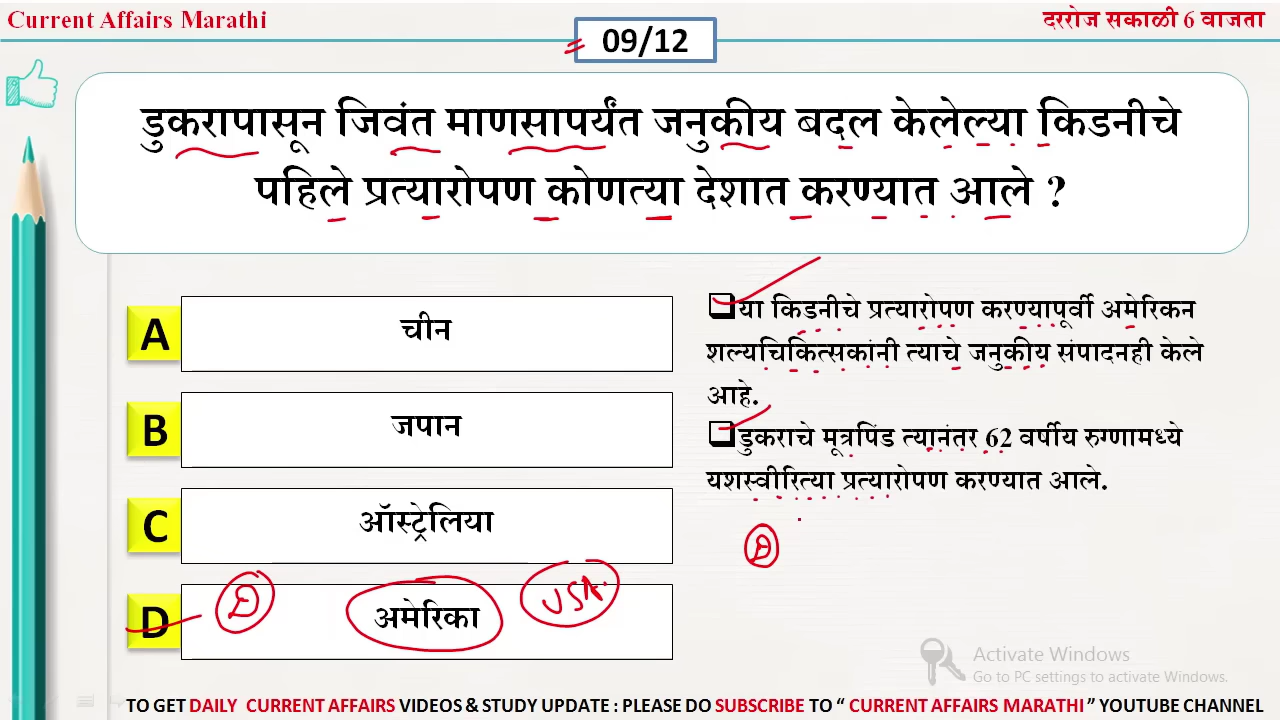 Current Affairs Marathi
दररोज सकाळी 6 वाजता
09/12
डुकरापासून जिवंत माणसापर्यंत जनुकीय बदल केलेल्या किडनीचे
पहिले प्रत्यारोपण कोणत्या देशात करण्यात आले ?
A
चीन
B
जपान
C
ऑस्ट्रेलिया
D
D
अमेरिका
USA.
या किडनीचे प्रत्यारोपण करण्यापूर्वी अमेरिकन
शल्यचिकित्सकांनी त्याचे जनुकीय संपादनही केले
आहे.
डुकराचे मूत्रपिंड त्यानंतर 62 वर्षीय रुग्णामध्ये
यशस्वीरित्या प्रत्यारोपण करण्यात आले.
D
Activate Windows
Go to PC settings to activate Windows.
TO GET DAILY CURRENT AFFAIRS VIDEOS & STUDY UPDATE : PLEASE DO SUBSCRIBE TO “ CURRENT AFFAIRS MARATHI ” YOUTUBE CHANNEL